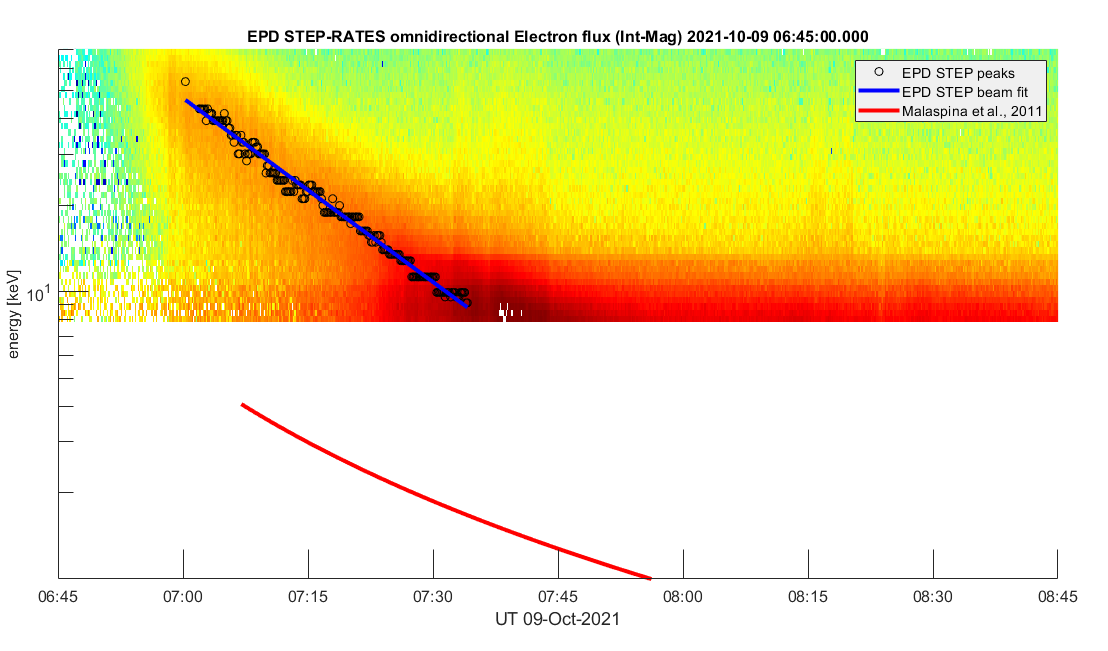 EPD STEP-RATES omnidirectional Electron flux (Int-Mag) 2021-10-09 06:45:00.000
EPD STEP peaks
EPD STEP beam fit
Malaspina et al., 2011
energy [keV]
10^1
06:45 07:00 07:15 07:30 07:45 08:00 08:15 08:30 08:45
UT 09-Oct-2021